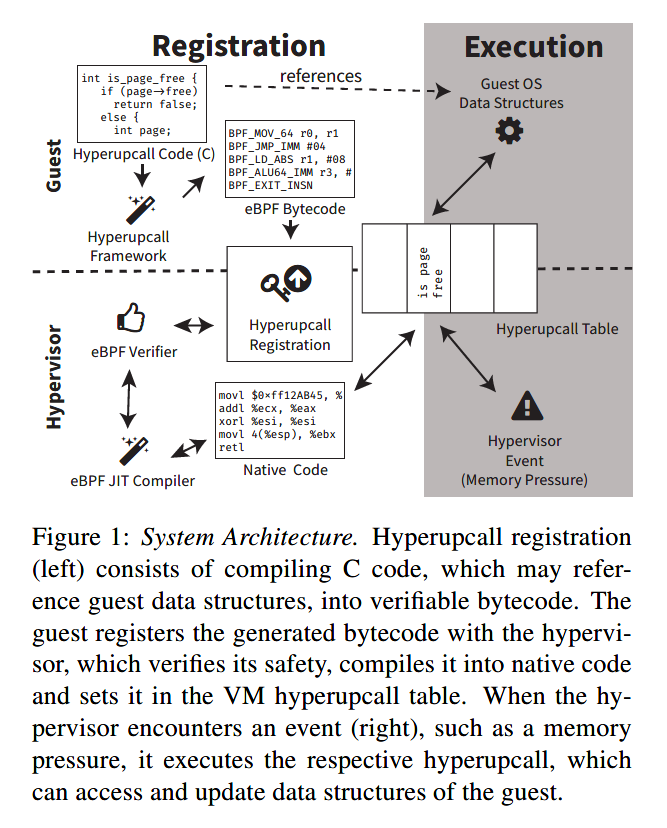 Registration
Execution
int is_page_free {
if (page→free)
return false;
else {
int page;
references
Guest OS
Data Structures
Hyperupcall Code (C)
Guest
BPF_MOV_64 r0, r1
BPF_JMP_IMM #04
BPF_LD_ABS r1, #08
BPF_ALU64_IMM r3, #
BPF_EXIT_INSN
eBPF Bytecode
Hyperupcall
Framework
is page
free
Hyperupcall
Registration
Hyperupcall Table
Hypervisor
eBPF Verifier
movl $0×ff12AB45, %
addl %ecx, %eax
xorl %esi, %esi
movl 4(%esp), %ebx
retl
Native Code
eBPF JIT Compiler
Hypervisor
Event
(Memory Pressure)
Figure 1: System Architecture. Hyperupcall registration
(left) consists of compiling C code, which may refer-
ence guest data structures, into verifiable bytecode. The
guest registers the generated bytecode with the hypervi-
sor, which verifies its safety, compiles it into native code
and sets it in the VM hyperupcall table. When the hy-
pervisor encounters an event (right), such as a memory
pressure, it executes the respective hyperupcall, which
can access and update data structures of the guest.